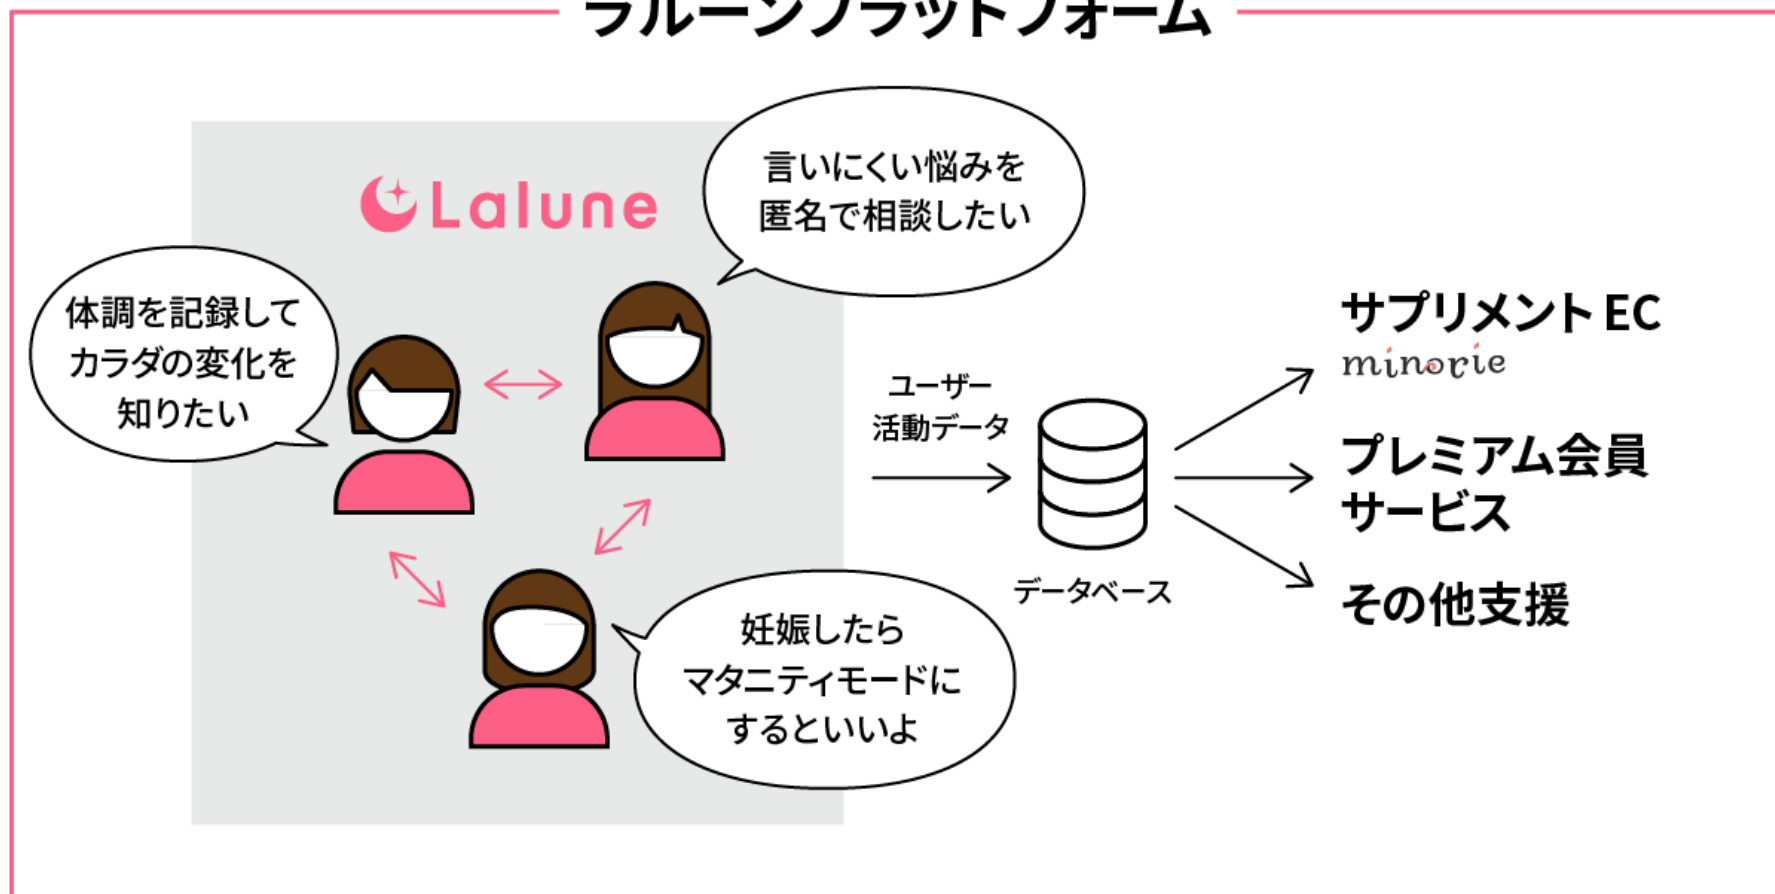 ラルーンプラットフォーム
Lalune
言いにくい悩みを
匿名で相談したい
体調を記録して
カラダの変化を
知りたい
妊娠したら
マタニティモードに
するといいよ
ユーザー
活動データ
データベース
サプリメント EC
minorie
プレミアム会員
サービス
その他支援